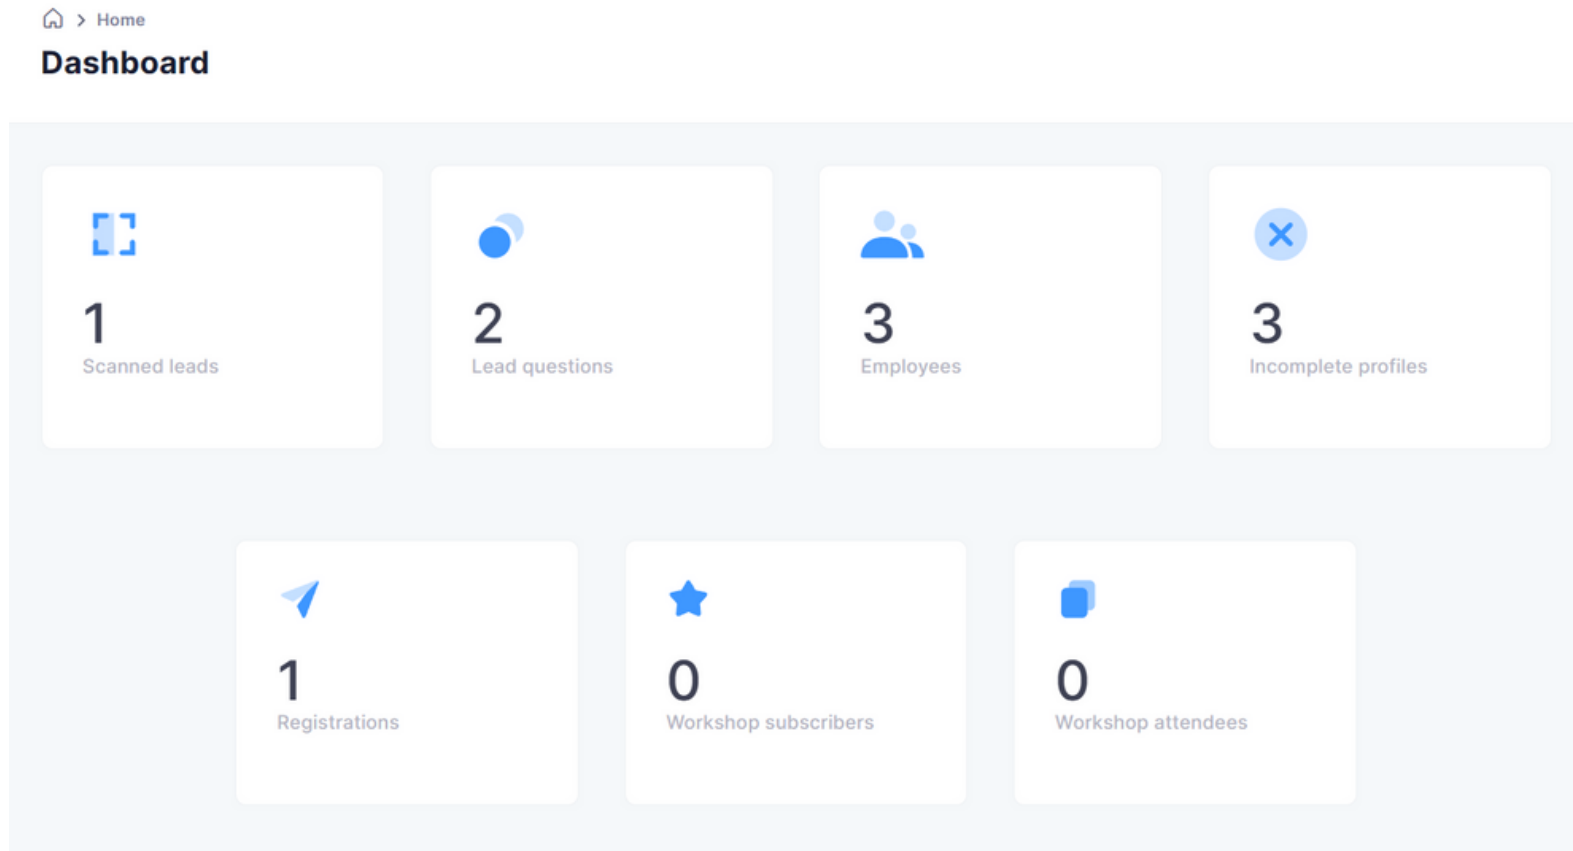 Home
Dashboard
1
Scanned leads
2
Lead questions
3
Employees
3
Incomplete profiles
1
Registrations
0
Workshop subscribers
0
Workshop attendees